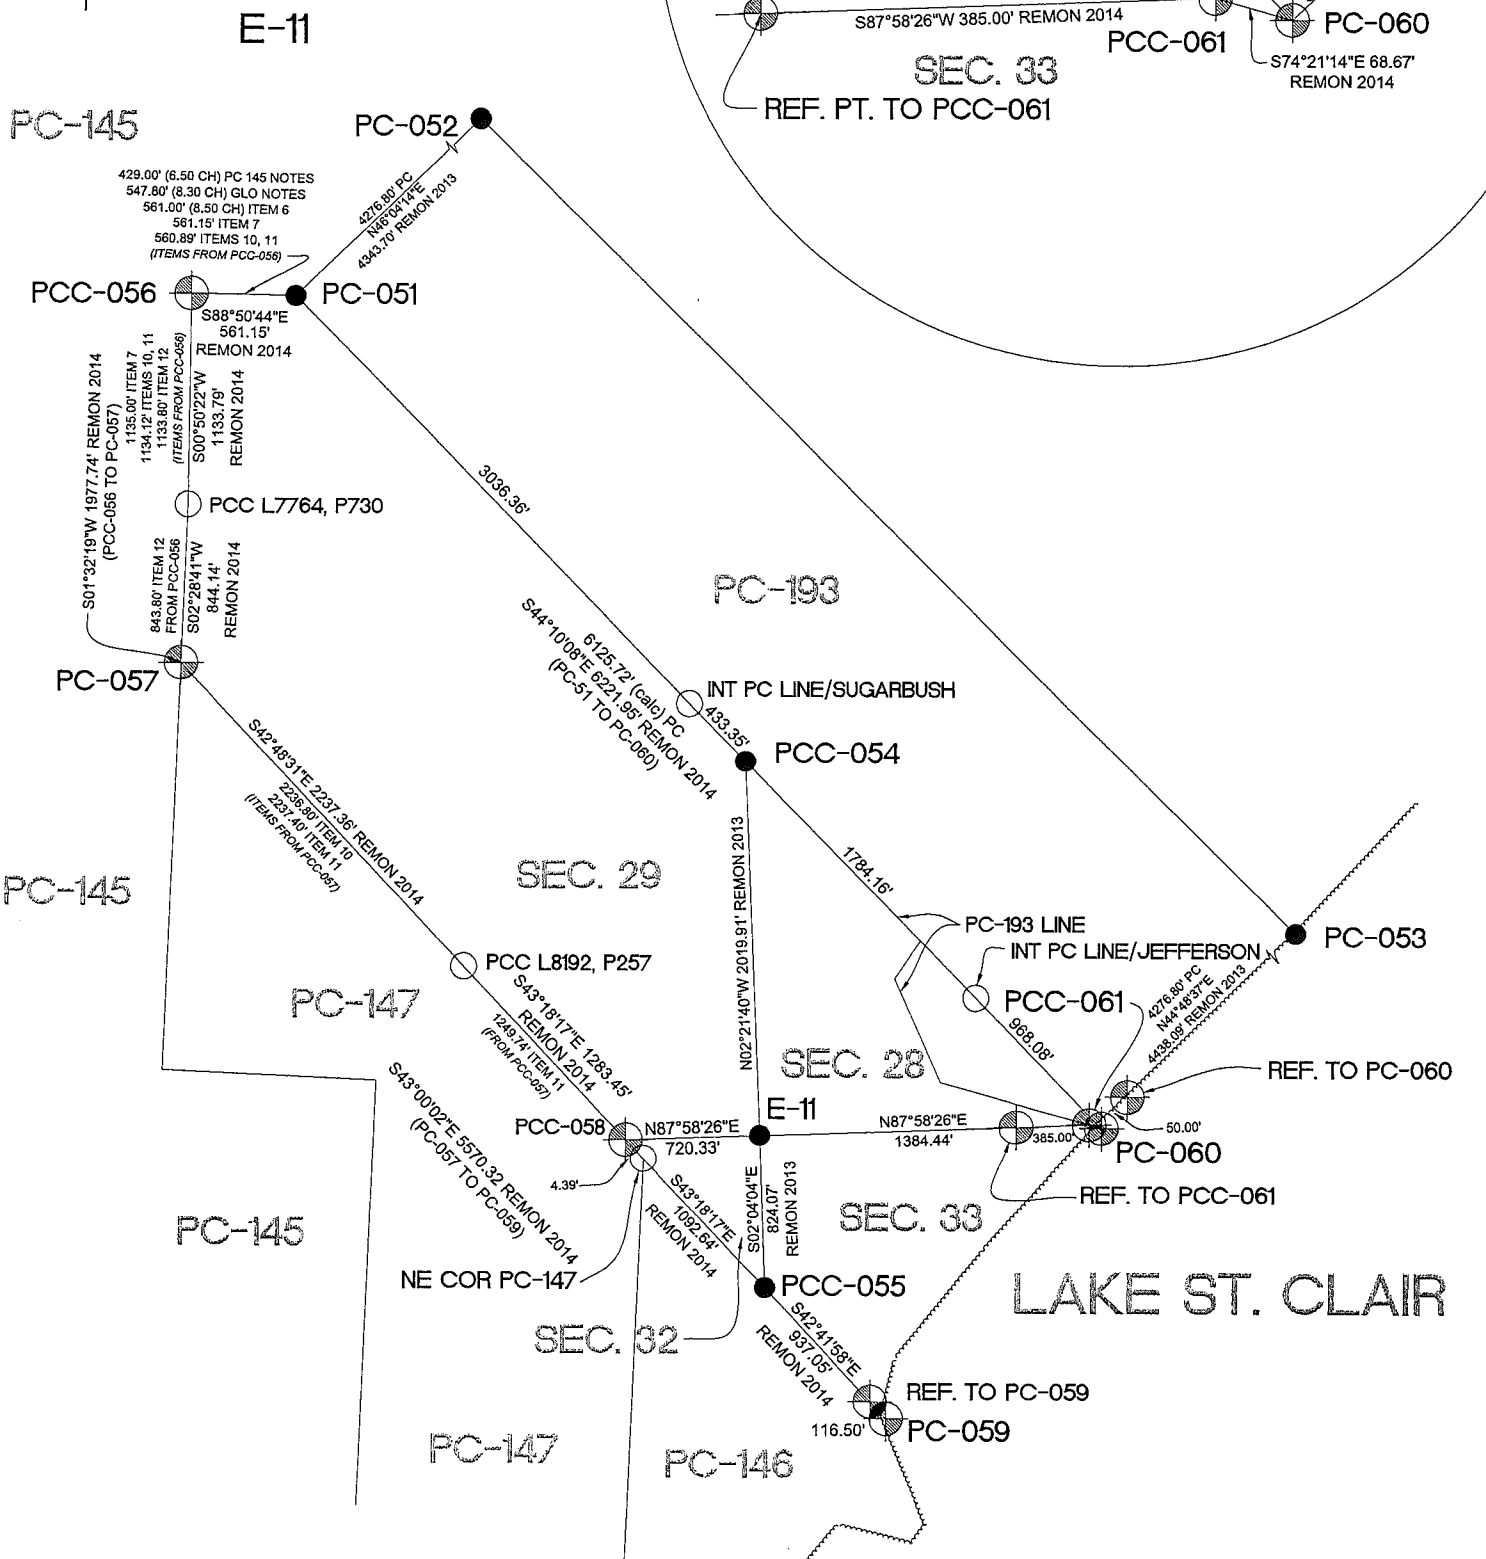 E-11
S87°58'26"W 385.00' REMON 2014
PCC-061
PC-060
S74°21'14"E 68.67'
REMON 2014
SEC. 33
REF. PT. TO PCC-061
PC-145
PC-052
429.00' (6.50 CH) PC 145 NOTES
547.80' (8.30 CH) GLO NOTES
561.00' (8.50 CH) ITEM 6
561.15' ITEM 7
560.89' ITEMS 10, 11
(ITEMS FROM PCC-056)
4276.80' PC
N46°04'14"E
4343.70' REMON 2013
PCC-056
PC-051
S88°50'44"E
561.15'
REMON 2014
S01°32'19"W 1977.74' REMON 2014
(PCC-056 TO PC-057)
1135.00' ITEM 7
1134.12' ITEMS 10, 11
1133.80' ITEM 12
(ITEMS FROM PCC-056)
S00°50'22"W
1133.79'
REMON 2014
3036.36'
PCC L7764, P730
843.80' ITEM 12
FROM PCC-056
S02°28'41"W
844.14'
REMON 2014
PC-193
6125.72' (calc) PC
S44°10'08"E 6221.95' REMON 2014
(PC-51 TO PC-060)
PC-057
INT PC LINE/SUGARBUSH
433.35'
PCC-054
S42°48'31"E 2237.36' REMON 2014
2236.80' ITEM 10
2237.40' ITEM 11
(ITEMS FROM PCC-057)
N02°21'40"W 2019.91' REMON 2013
1784.16'
SEC. 29
PC-145
PC-193 LINE
INT PC LINE/JEFFERSON
PC-053
PCC L8192, P257
PC-147
S43°18'17"E 1283.45'
REMON 2014
1249.74' ITEM 11
(FROM PCC-057)
PCC-061
4276.80' PC
N44°48'37"E
4438.09' REMON 2013
968.08'
SEC. 28
REF. TO PC-060
S43°00'02"E 5570.32 REMON 2014
(PC-057 TO PC-059)
E-11
PCC-058
N87°58'26"E
720.33'
N87°58'26"E
1384.44'
385.00'
50.00'
PC-060
4.39'
S43°18'17"E
1092.64'
REMON 2014
S02°04'04"E
824.07'
REMON 2013
REF. TO PCC-061
SEC. 33
PC-145
NE COR PC-147
PCC-055
LAKE ST. CLAIR
SEC. 32
S42°41'58"E
937.05'
REMON 2014
REF. TO PC-059
116.50'
PC-059
PC-147
PC-146